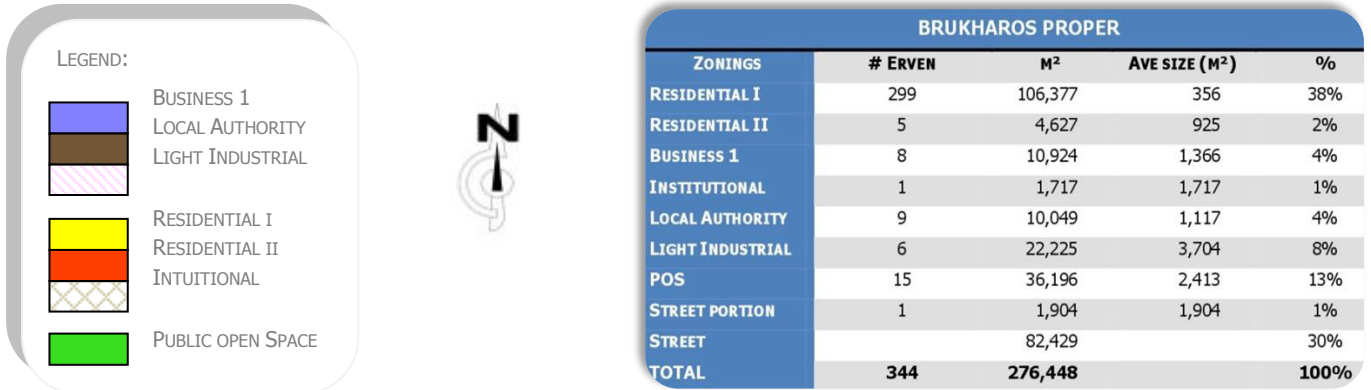 LEGEND:
BUSINESS 1
LOCAL AUTHORITY
LIGHT INDUSTRIAL
RESIDENTIAL I
RESIDENTIAL II
INTUITIONAL
PUBLIC OPEN SPACE
N
BRUKHAROS PROPER
ZONINGS # ERVEN M² AVE SIZE (M²) %
RESIDENTIAL I 299 106,377 356 38%
RESIDENTIAL II 5 4,627 925 2%
BUSINESS 1 8 10,924 1,366 4%
INSTITUTIONAL 1 1,717 1,717 1%
LOCAL AUTHORITY 9 10,049 1,117 4%
LIGHT INDUSTRIAL 6 22,225 3,704 8%
POS 15 36,196 2,413 13%
STREET PORTION 1 1,904 1,904 1%
STREET 82,429 30%
TOTAL 344 276,448 100%